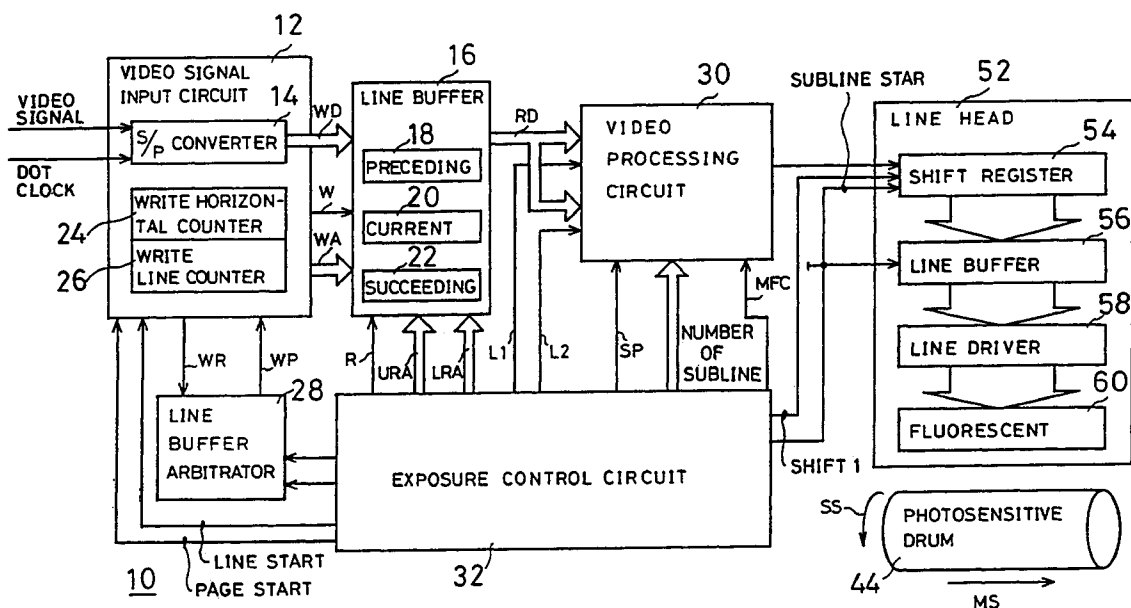 12
VIDEO SIGNAL
INPUT CIRCUIT
14
VIDEO
SIGNAL
S/P CONVERTER
DOT
CLOCK
WRITE HORIZON-
TAL COUNTER
24
WRITE
LINE COUNTER
26
WD
W
WA
16
LINE BUFFER
18
PRECEDING
20
CURRENT
22
SUCCEEDING
RD
30
VIDEO
PROCESSING
CIRCUIT
SUBLINE STAR
52
LINE HEAD
54
SHIFT REGISTER
56
LINE BUFFER
58
LINE DRIVER
60
FLUORESCENT
WR
WP
R
URA
LRA
L1
L2
SP
NUMBER
OF
SUBLINE
MFC
28
LINE
BUFFER
ARBITRATOR
EXPOSURE CONTROL CIRCUIT
32
SHIFT 1
LINE START
PAGE START
10
SS
PHOTOSENSITIVE
DRUM
44
MS